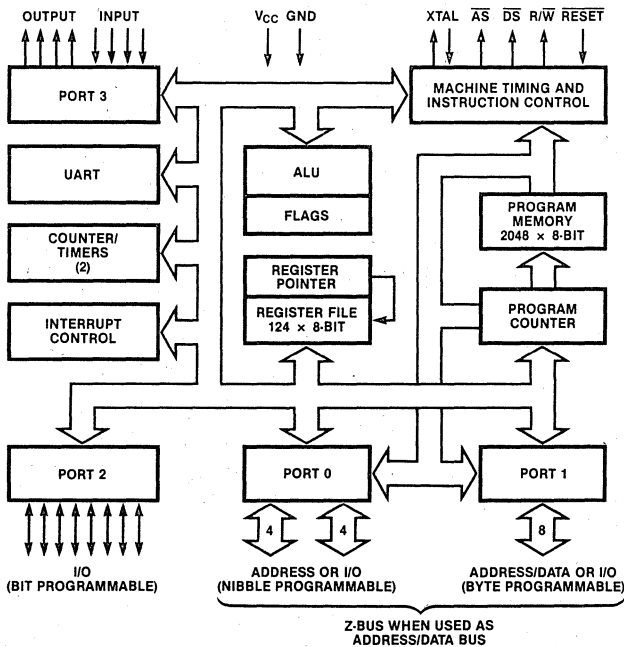 OUTPUT INPUT VCC GND XTAL A̅S̅ D̅S̅ R/W̅ R̅E̅S̅E̅T̅
PORT 3
MACHINE TIMING AND
INSTRUCTION CONTROL
UART
ALU
FLAGS
PROGRAM
MEMORY
2048 × 8-BIT
COUNTER/
TIMERS
(2)
REGISTER
POINTER
REGISTER FILE
124 × 8-BIT
PROGRAM
COUNTER
INTERRUPT
CONTROL
PORT 2
PORT 0
PORT 1
4 4 8
I/O
(BIT PROGRAMMABLE)
ADDRESS OR I/O
(NIBBLE PROGRAMMABLE)
ADDRESS/DATA OR I/O
(BYTE PROGRAMMABLE)
Z-BUS WHEN USED AS
ADDRESS/DATA BUS